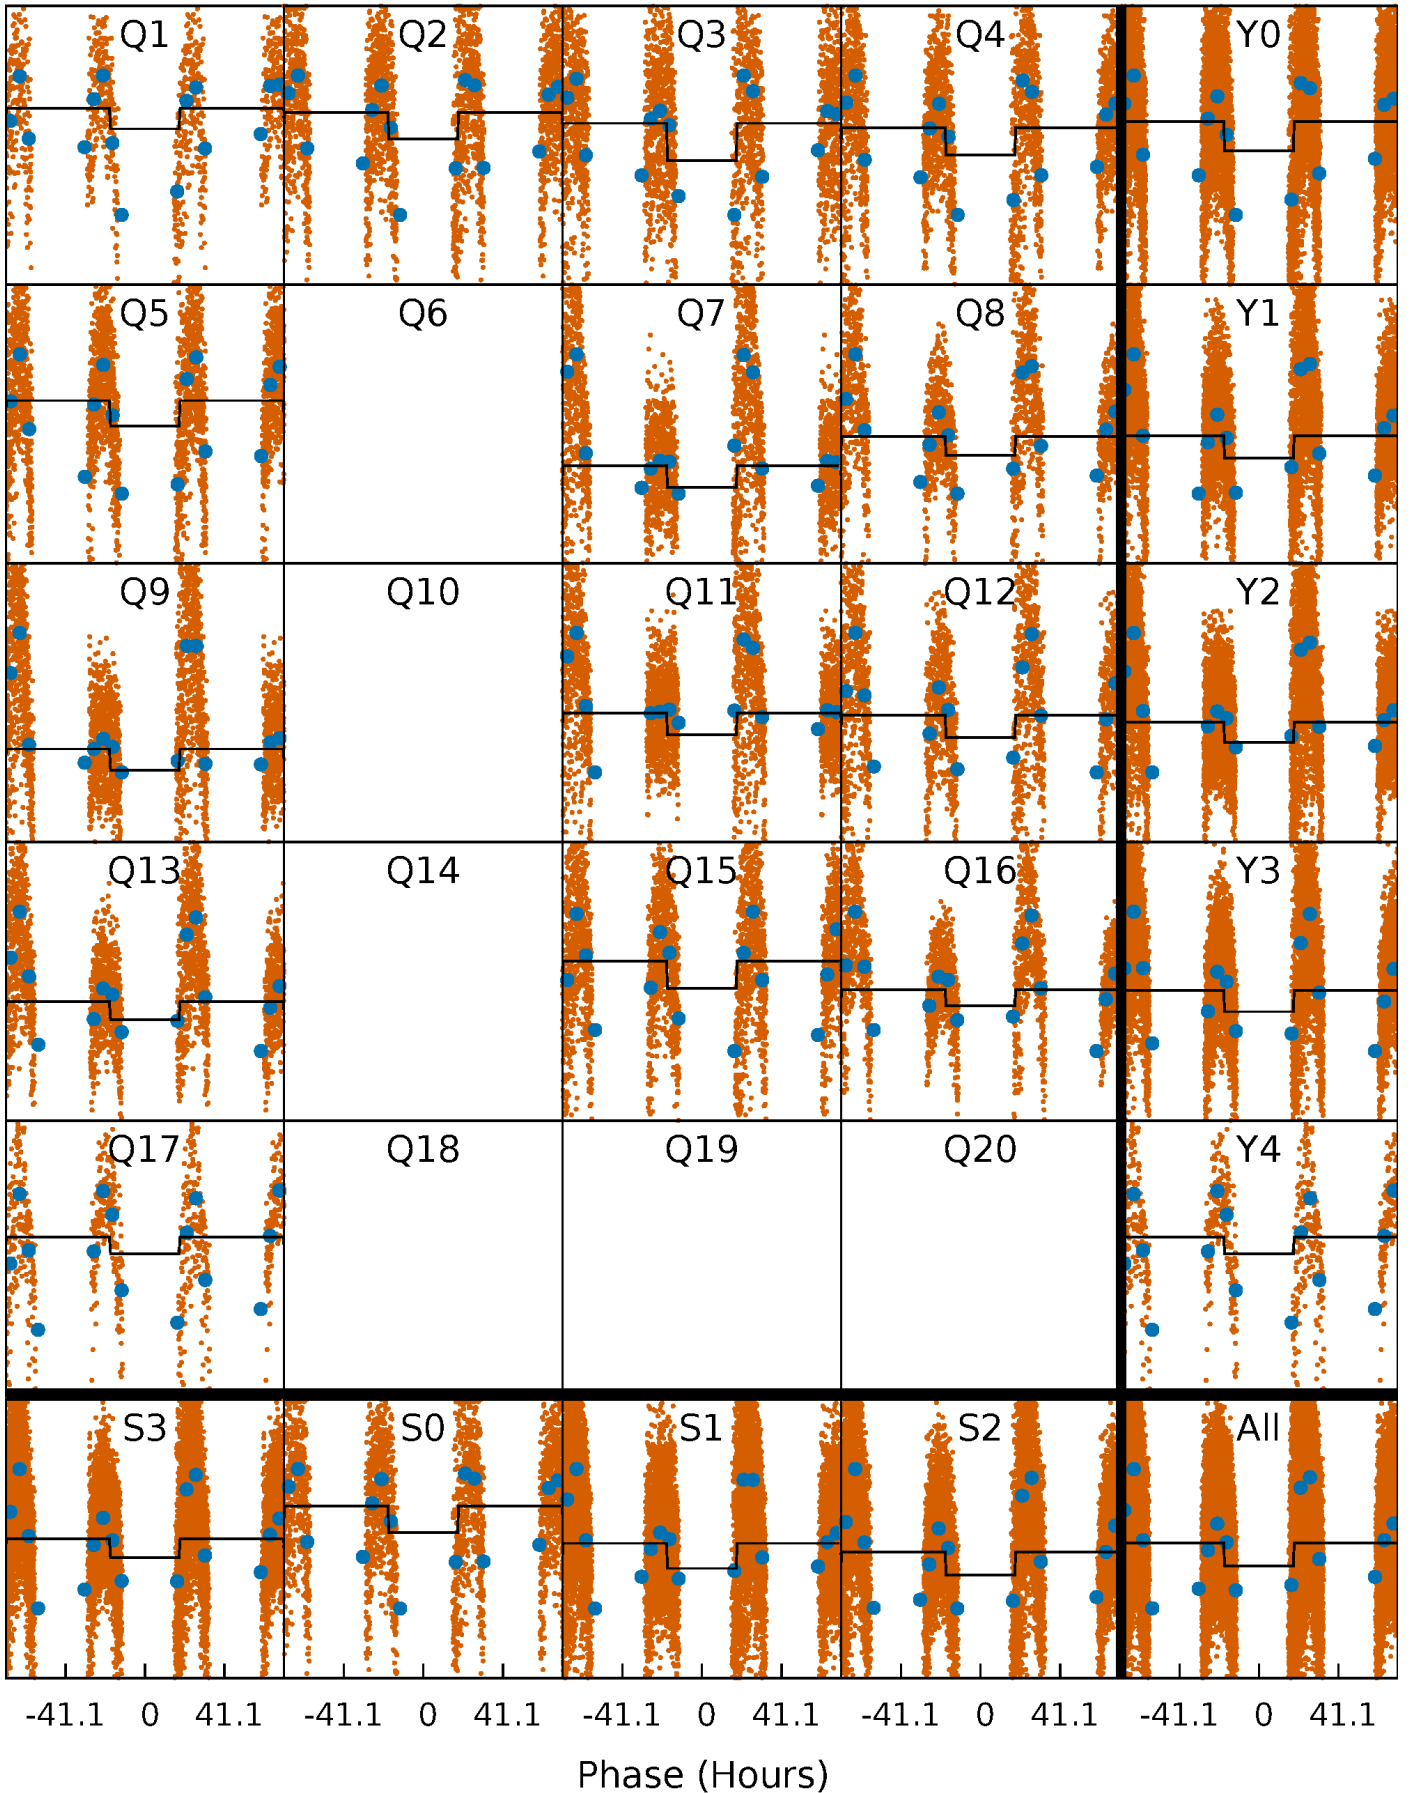 Q1 Q2 Q3 Q4 Y0
Q5 Q6 Q7 Q8 Y1
Q9 Q10 Q11 Q12 Y2
Q13 Q14 Q15 Q16 Y3
Q17 Q18 Q19 Q20 Y4
S3 S0 S1 S2 All
-41.1 0 41.1 -41.1 0 41.1 -41.1 0 41.1 -41.1 0 41.1 -41.1 0 41.1
Phase (Hours)